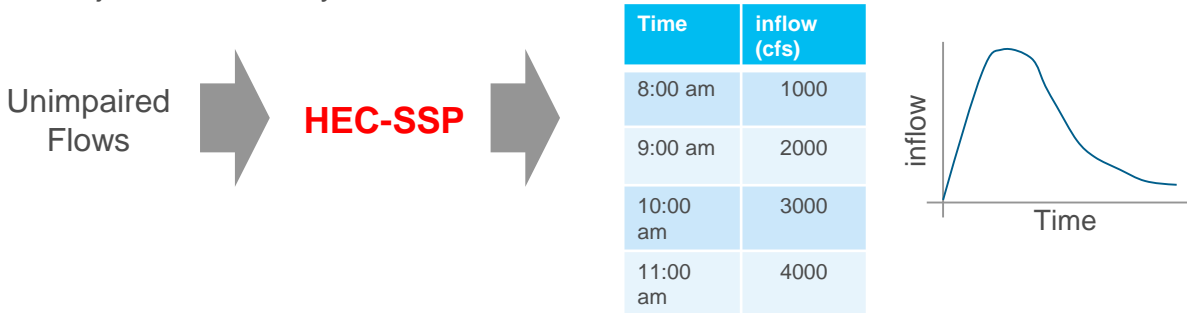 Unimpaired
Flows
HEC-SSP
Time inflow
(cfs)
8:00 am 1000
9:00 am 2000
10:00 3000
am
11:00 4000
am
inflow
Time